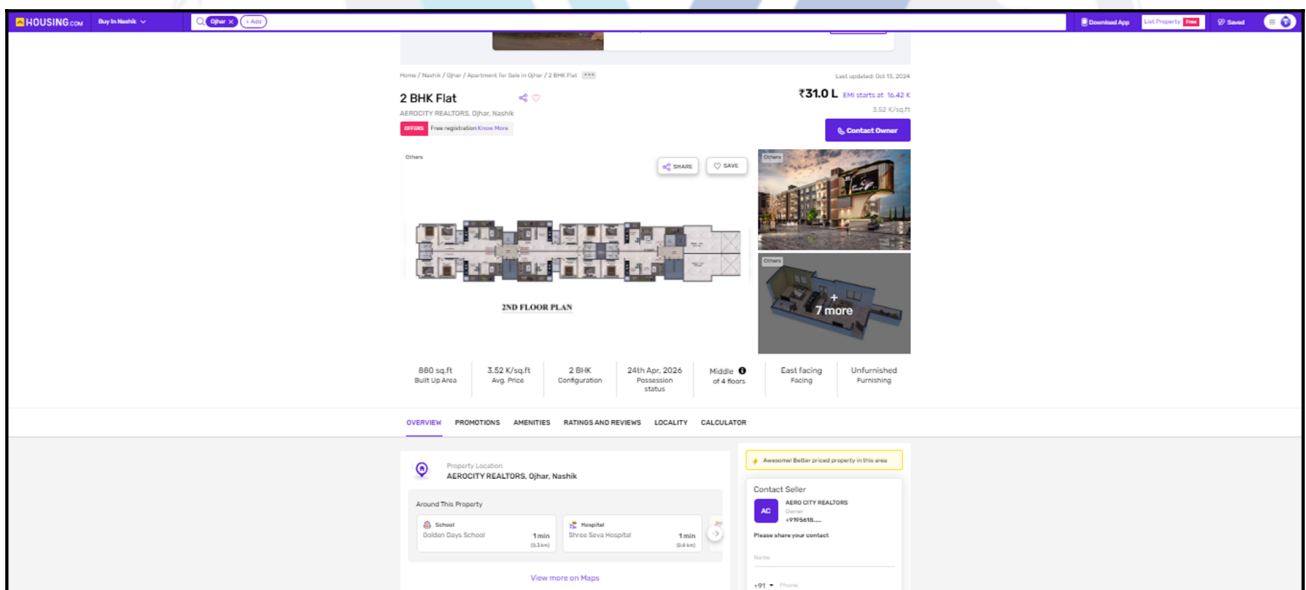 HOUSING.COM
Buy in Nashik
Ojhar ×
+ Add
Download App
List Property Free
Saved
Home / Nashik / Ojhar / Apartment for Sale in Ojhar / 2 BHK Flat
Last updated: Oct 13, 2024
2 BHK Flat
₹31.0 L EMI starts at 16.42 K
3.52 K/sq.ft
AEROCITY REALTORS, Ojhar, Nashik
OFFERS Free registration Know More
Contact Owner
Others
SHARE
SAVE
Others
2ND FLOOR PLAN
Others
+
7 more
880 sq.ft
Built Up Area
3.52 K/sq.ft
Avg. Price
2 BHK
Configuration
24th Apr, 2026
Possession
status
Middle
of 4 floors
East facing
Facing
Unfurnished
Furnishing
OVERVIEW PROMOTIONS AMENITIES RATINGS AND REVIEWS LOCALITY CALCULATOR
Property Location
AEROCITY REALTORS, Ojhar, Nashik
Around This Property
School
Golden Days School
1 min
(0.3 km)
Hospital
Shree Seva Hospital
1 min
(0.6 km)
View more on Maps
Awesome! Better priced property in this area
Contact Seller
AC
AERO CITY REALTORS
Owner
+9195618.....
Please share your contact
Name
+91
Phone